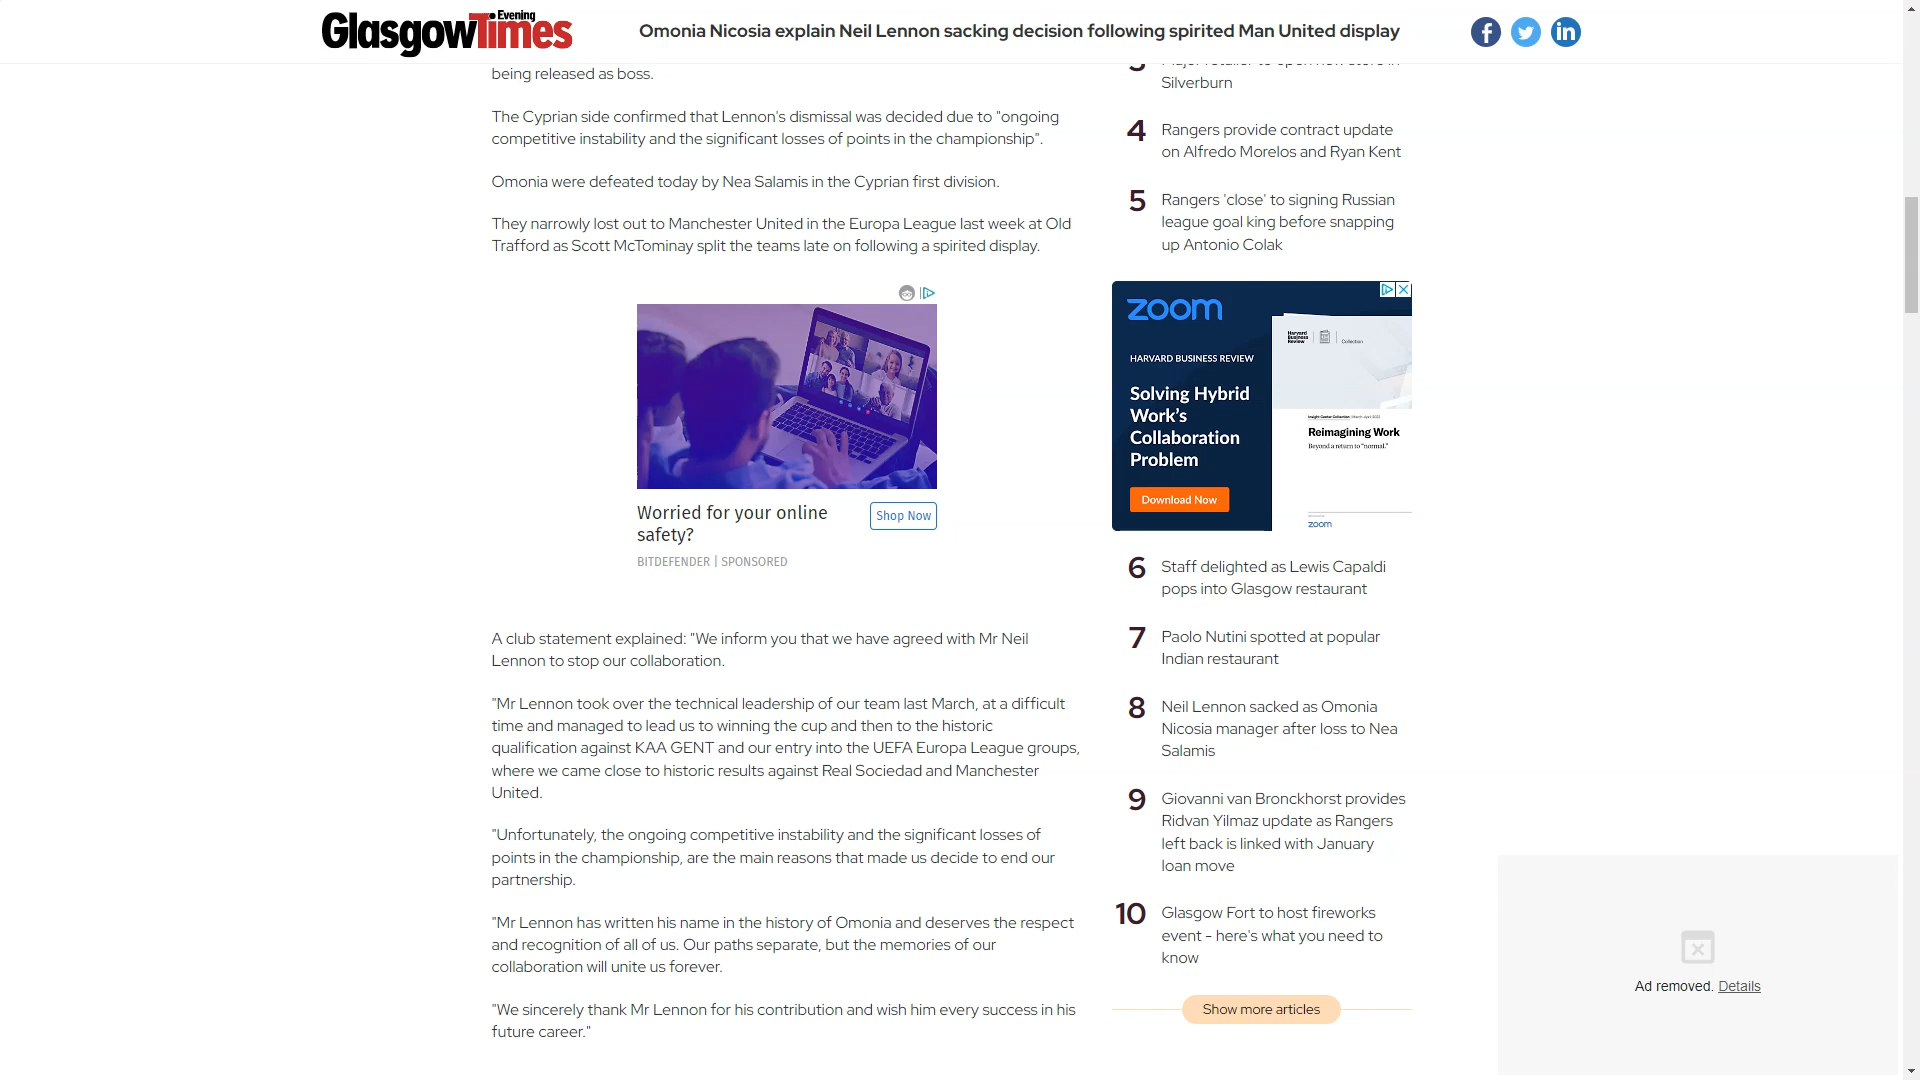 Glasgow Evening Times
Omonia Nicosia explain Neil Lennon sacking decision following spirited Man United display
being released as boss.
The Cyprian side confirmed that Lennon's dismissal was decided due to "ongoing
competitive instability and the significant losses of points in the championship".
Omonia were defeated today by Nea Salamis in the Cyprian first division.
They narrowly lost out to Manchester United in the Europa League last week at Old
Trafford as Scott McTominay split the teams late on following a spirited display.
Worried for your online
safety?
Shop Now
BITDEFENDER | SPONSORED
A club statement explained: "We inform you that we have agreed with Mr Neil
Lennon to stop our collaboration.
"Mr Lennon took over the technical leadership of our team last March, at a difficult
time and managed to lead us to winning the cup and then to the historic
qualification against KAA GENT and our entry into the UEFA Europa League groups,
where we came close to historic results against Real Sociedad and Manchester
United.
"Unfortunately, the ongoing competitive instability and the significant losses of
points in the championship, are the main reasons that made us decide to end our
partnership.
"Mr Lennon has written his name in the history of Omonia and deserves the respect
and recognition of all of us. Our paths separate, but the memories of our
collaboration will unite us forever.
"We sincerely thank Mr Lennon for his contribution and wish him every success in his
future career."
Silverburn
4 Rangers provide contract update
on Alfredo Morelos and Ryan Kent
5 Rangers 'close' to signing Russian
league goal king before snapping
up Antonio Colak
zoom
HARVARD BUSINESS REVIEW
Solving Hybrid
Work's
Collaboration
Problem
Download Now
Harvard
Business
Review
Collection
Reimagining Work
Beyond a return to "normal."
zoom
6 Staff delighted as Lewis Capaldi
pops into Glasgow restaurant
7 Paolo Nutini spotted at popular
Indian restaurant
8 Neil Lennon sacked as Omonia
Nicosia manager after loss to Nea
Salamis
9 Giovanni van Bronckhorst provides
Ridvan Yilmaz update as Rangers
left back is linked with January
loan move
10 Glasgow Fort to host fireworks
event - here's what you need to
know
Show more articles
Ad removed. Details